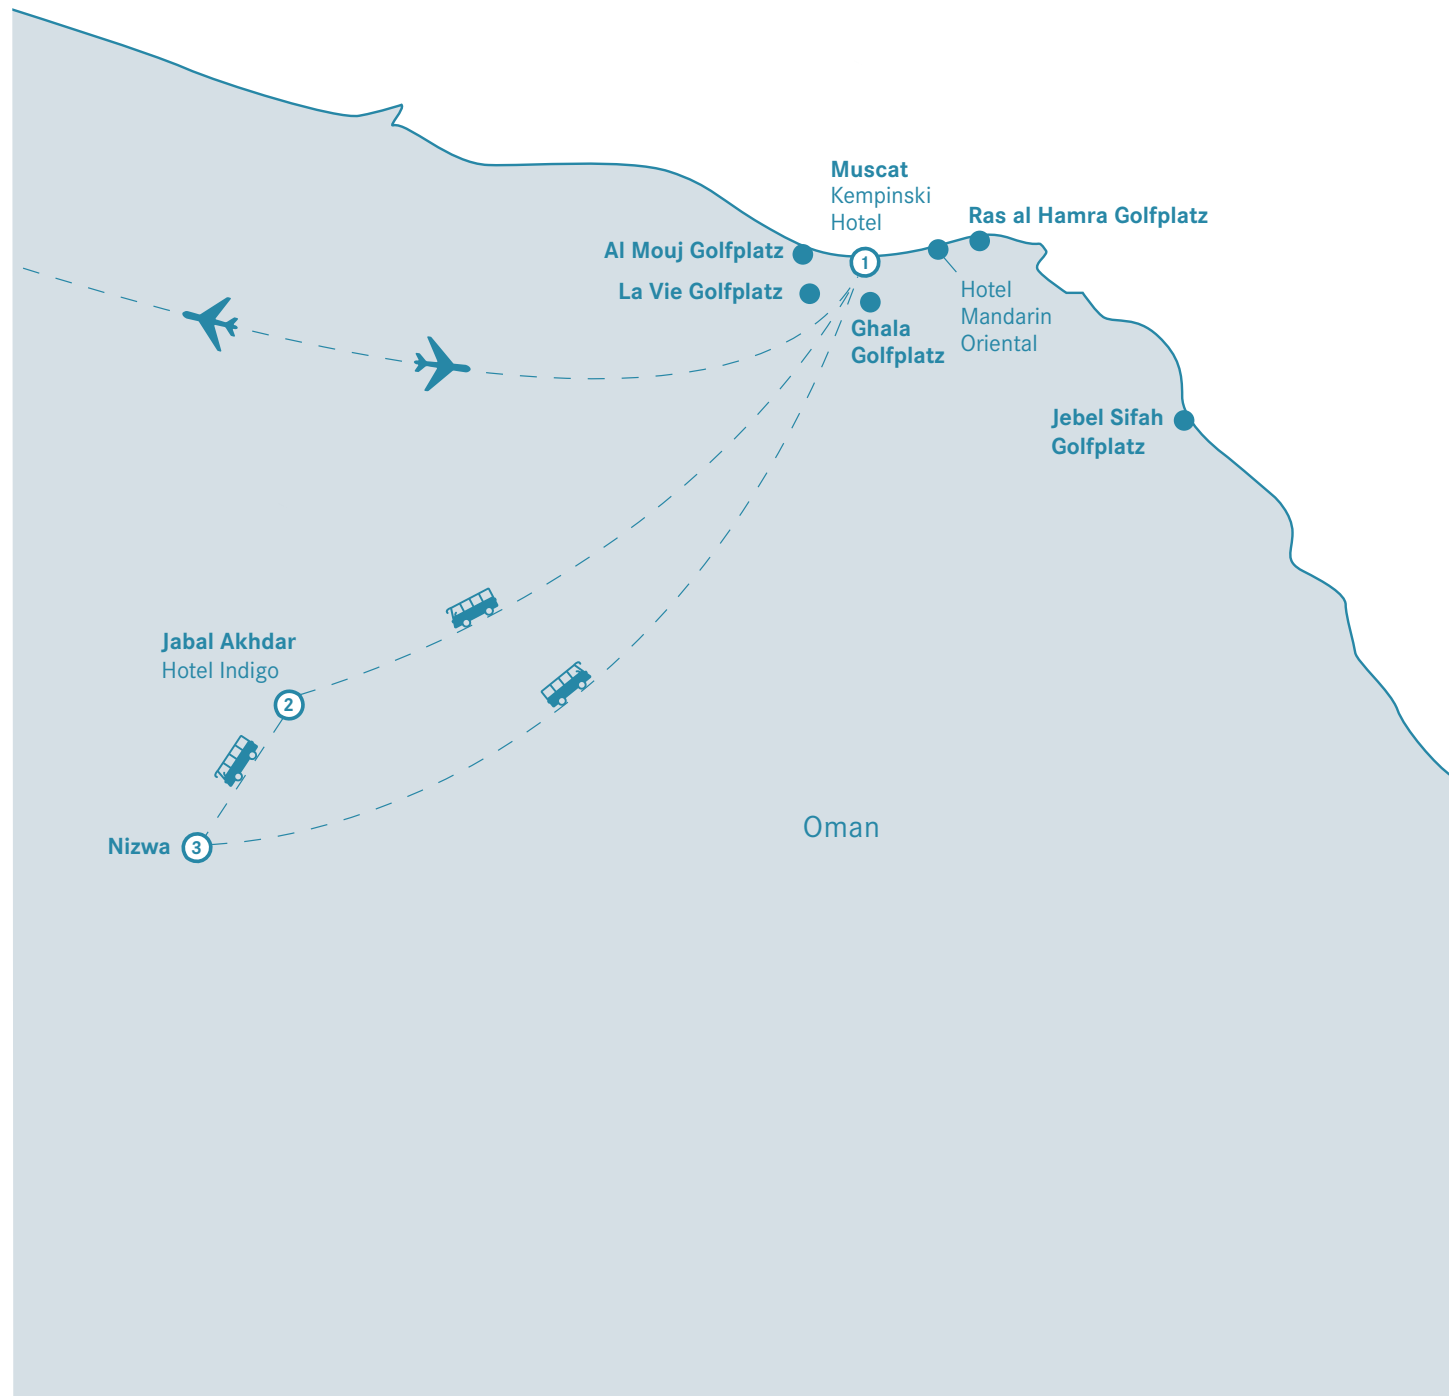 Muscat
Kempinski
Hotel
1
Ras al Hamra Golfplatz
Al Mouj Golfplatz
La Vie Golfplatz
Hotel
Mandarin
Oriental
Ghala
Golfplatz
Jebel Sifah
Golfplatz
Jabal Akhdar
Hotel Indigo
2
Nizwa
3
Oman